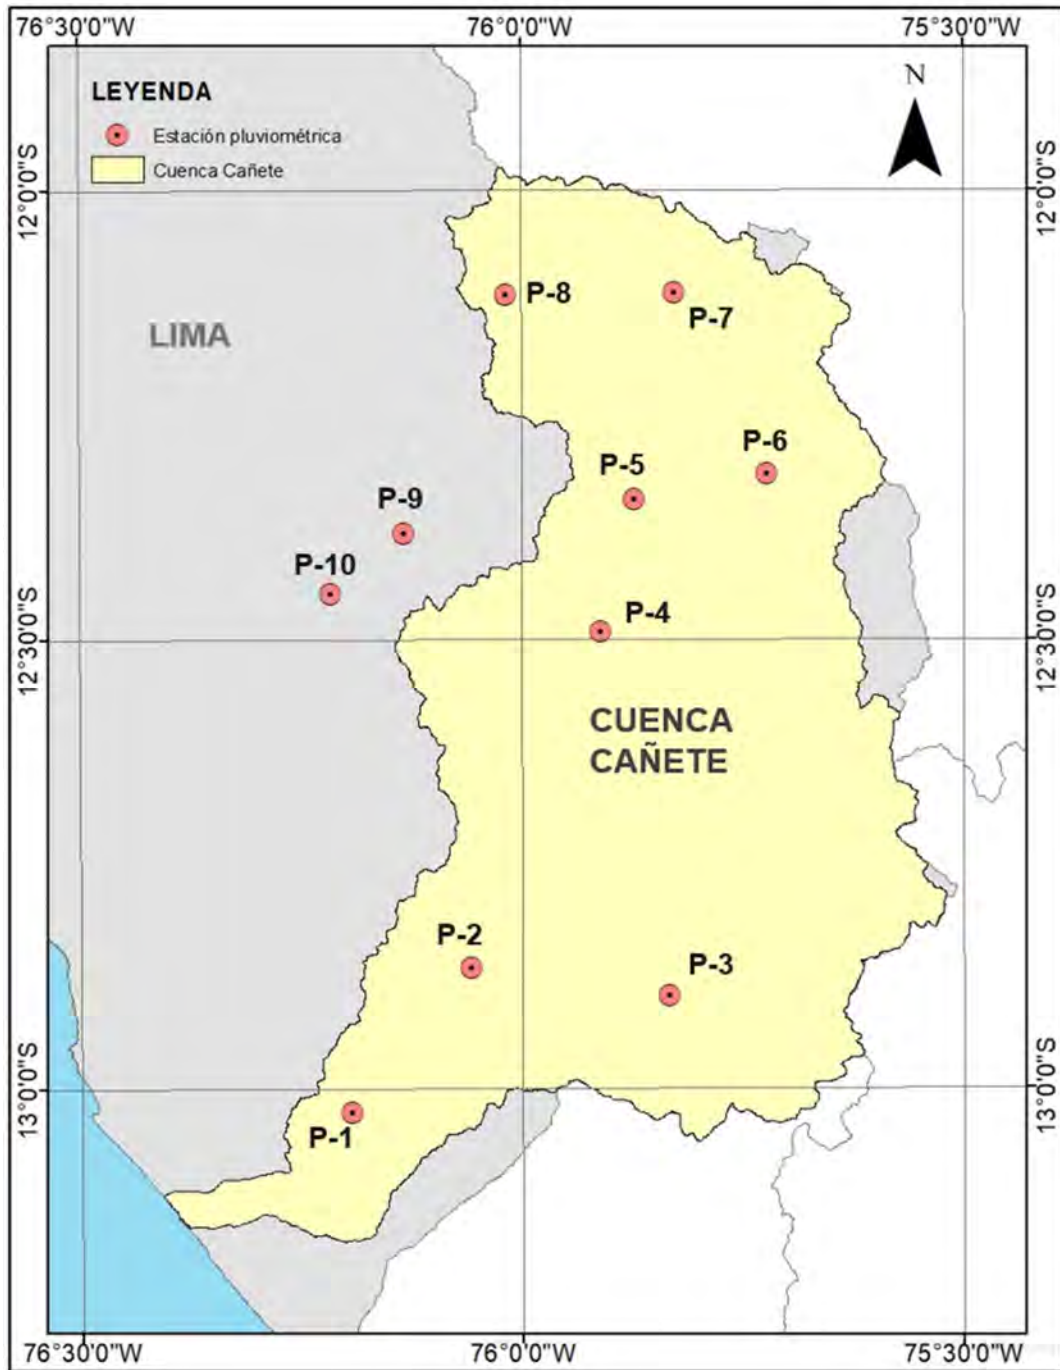 76°30'0"W
76°0'0"W
75°30'0"W
LEYENDA
Estación pluviométrica
Cuenca Cañete
N
12°0'0"S
12°0'0"S
P-8
P-7
LIMA
P-6
P-5
P-9
P-10
P-4
12°30'0"S
12°30'0"S
CUENCA
CAÑETE
P-2
P-3
13°0'0"S
13°0'0"S
P-1
76°30'0"W
76°0'0"W
75°30'0"W